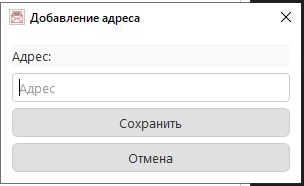 Добавление адреса
Адрес:
Адрес
Сохранить
Отмена